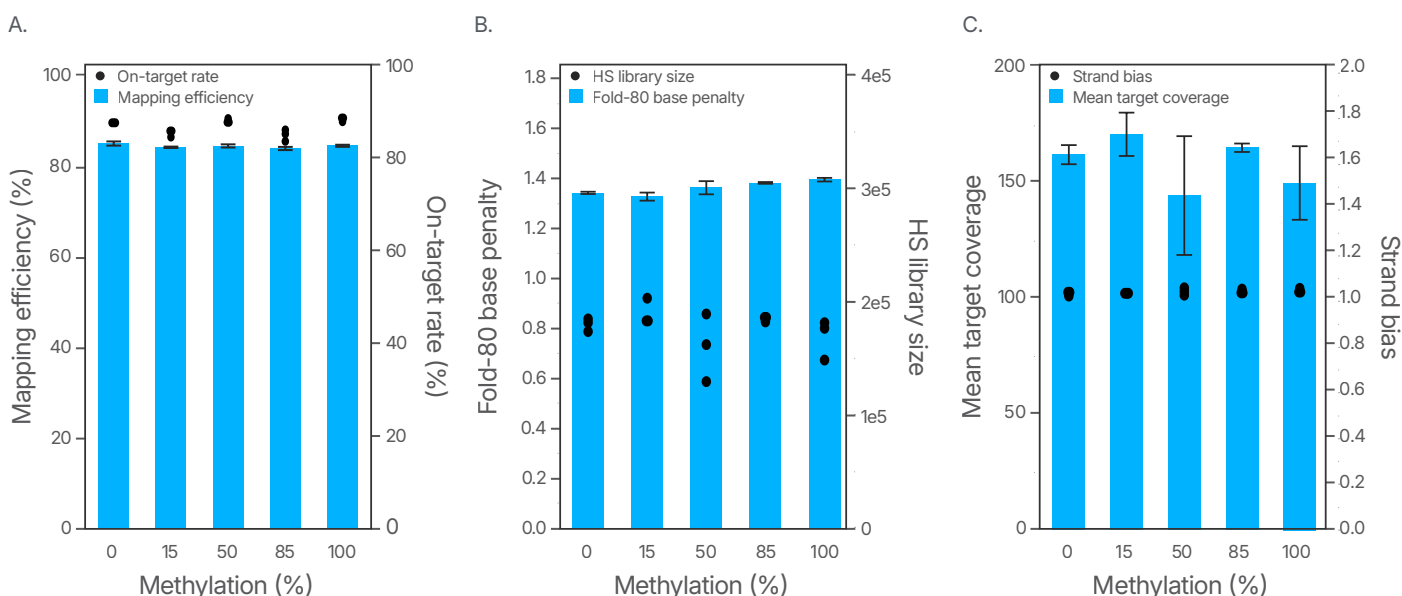 A.
On-target rate
Mapping efficiency
100
80
60
40
20
0
Mapping efficiency (%)
100
80
60
40
20
0
On-target rate (%)
0 15 50 85 100
Methylation (%)
B.
HS library size
Fold-80 base penalty
1.8
1.6
1.4
1.2
1.0
0.8
0.6
0.4
0.2
0.0
Fold-80 base penalty
4e5
3e5
2e5
1e5
0
HS library size
0 15 50 85 100
Methylation (%)
C.
Strand bias
Mean target coverage
200
150
100
50
0
Mean target coverage
2.0
1.8
1.6
1.4
1.2
1.0
0.8
0.6
0.4
0.2
0.0
Strand bias
0 15 50 85 100
Methylation (%)